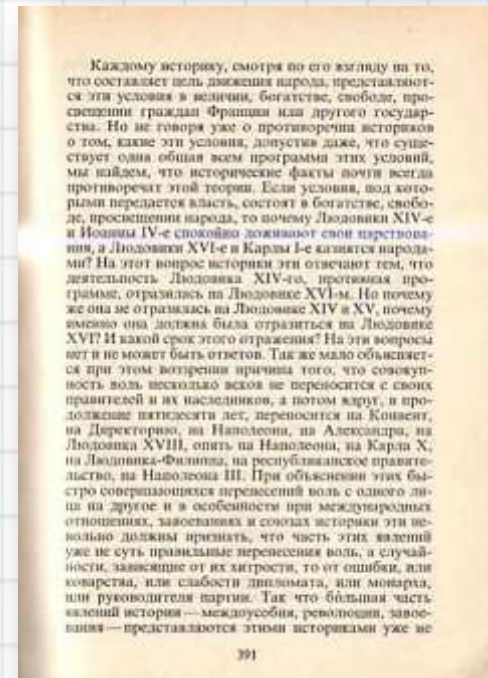 Каждому историку, смотря по его взгляду на то,
что составляет цель движения народа, представляют-
ся эти условия в величии, богатстве, свободе, про-
свещении граждан Франции или другого государ-
ства. Но не говоря уже о противоречии историков
о том, какие эти условия, допустив даже, что суще-
ствует одна общая всем программа этих условий,
мы найдем, что исторические факты почти всегда
противоречат этой теории. Если условия, под кото-
рыми передается власть, состоят в богатстве, свобо-
де, просвещении народа, то почему Людовики XIV-е
и Иоанны IV-е спокойно доживают свои царствова-
ния, а Людовики XVI-е и Карлы I-е казнятся народа-
ми? На этот вопрос историки эти отвечают тем, что
деятельность Людовика XIV-го, противная про-
грамме, отразилась на Людовике XVI-м. Но почему
же она не отразилась на Людовике XIV и XV, почему
именно она должна была отразиться на Людовике
XVI? И какой срок этого отражения? На эти вопросы
нет и не может быть ответов. Так же мало объясняет-
ся при этом воззрении причина того, что совокуп-
ность воль несколько веков не переносится с своих
правителей и их наследников, а потом вдруг, в про-
должение пятидесяти лет, переносится на Конвент,
на Директорию, на Наполеона, на Александра, на
Людовика XVIII, опять на Наполеона, на Карла X,
на Людовика-Филиппа, на республиканское правите-
льство, на Наполеона III. При объяснении этих бы-
стро совершающихся перенесений воль с одного ли-
ца на другое и в особенности при международных
отношениях, завоеваниях и союзах историки эти не-
вольно должны признать, что часть этих явлений
уже не суть правильные перенесения воль, а случай-
ности, зависящие от их хитрости, то от ошибки, или
коварства, или слабости дипломата, или монарха,
или руководителя партии. Так что бо́льшая часть
явлений истории — междоусобия, революции, завое-
вания — представляются этими историками уже не
391